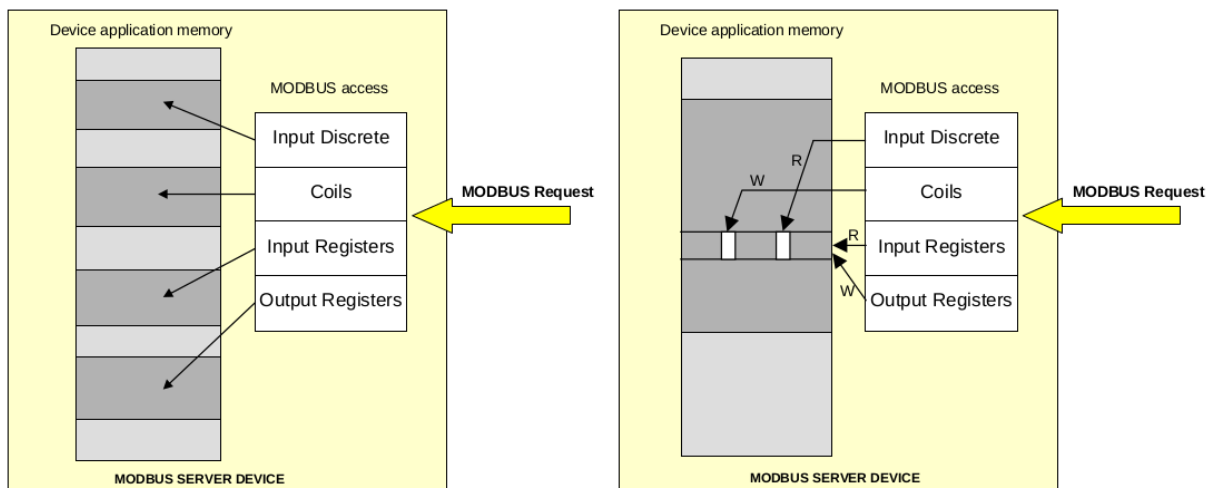 Device application memory
MODBUS access
Input Discrete
Coils
Input Registers
Output Registers
MODBUS Request
MODBUS SERVER DEVICE
Device application memory
MODBUS access
Input Discrete
R
W
Coils
MODBUS Request
R
Input Registers
W
Output Registers
MODBUS SERVER DEVICE